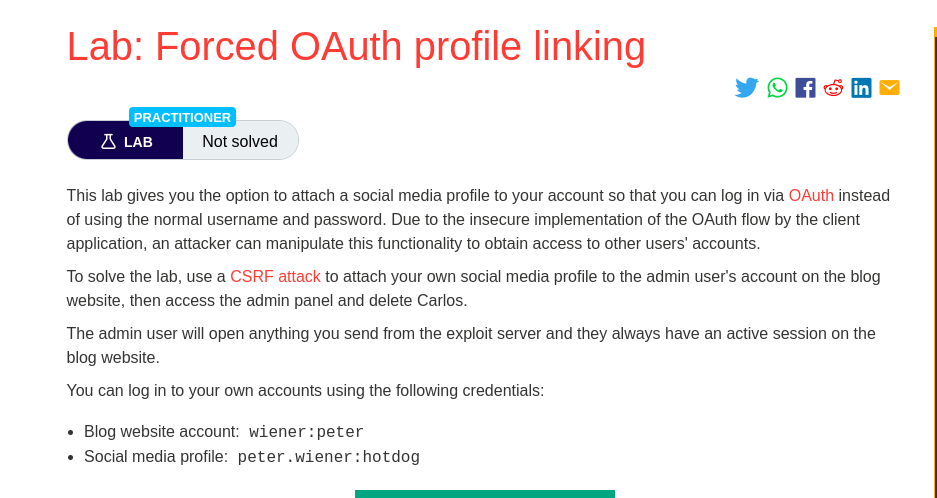 Lab: Forced OAuth profile linking
PRACTITIONER
LAB Not solved
This lab gives you the option to attach a social media profile to your account so that you can log in via OAuth instead
of using the normal username and password. Due to the insecure implementation of the OAuth flow by the client
application, an attacker can manipulate this functionality to obtain access to other users' accounts.
To solve the lab, use a CSRF attack to attach your own social media profile to the admin user's account on the blog
website, then access the admin panel and delete Carlos.
The admin user will open anything you send from the exploit server and they always have an active session on the
blog website.
You can log in to your own accounts using the following credentials:
• Blog website account: wiener:peter
• Social media profile: peter.wiener:hotdog